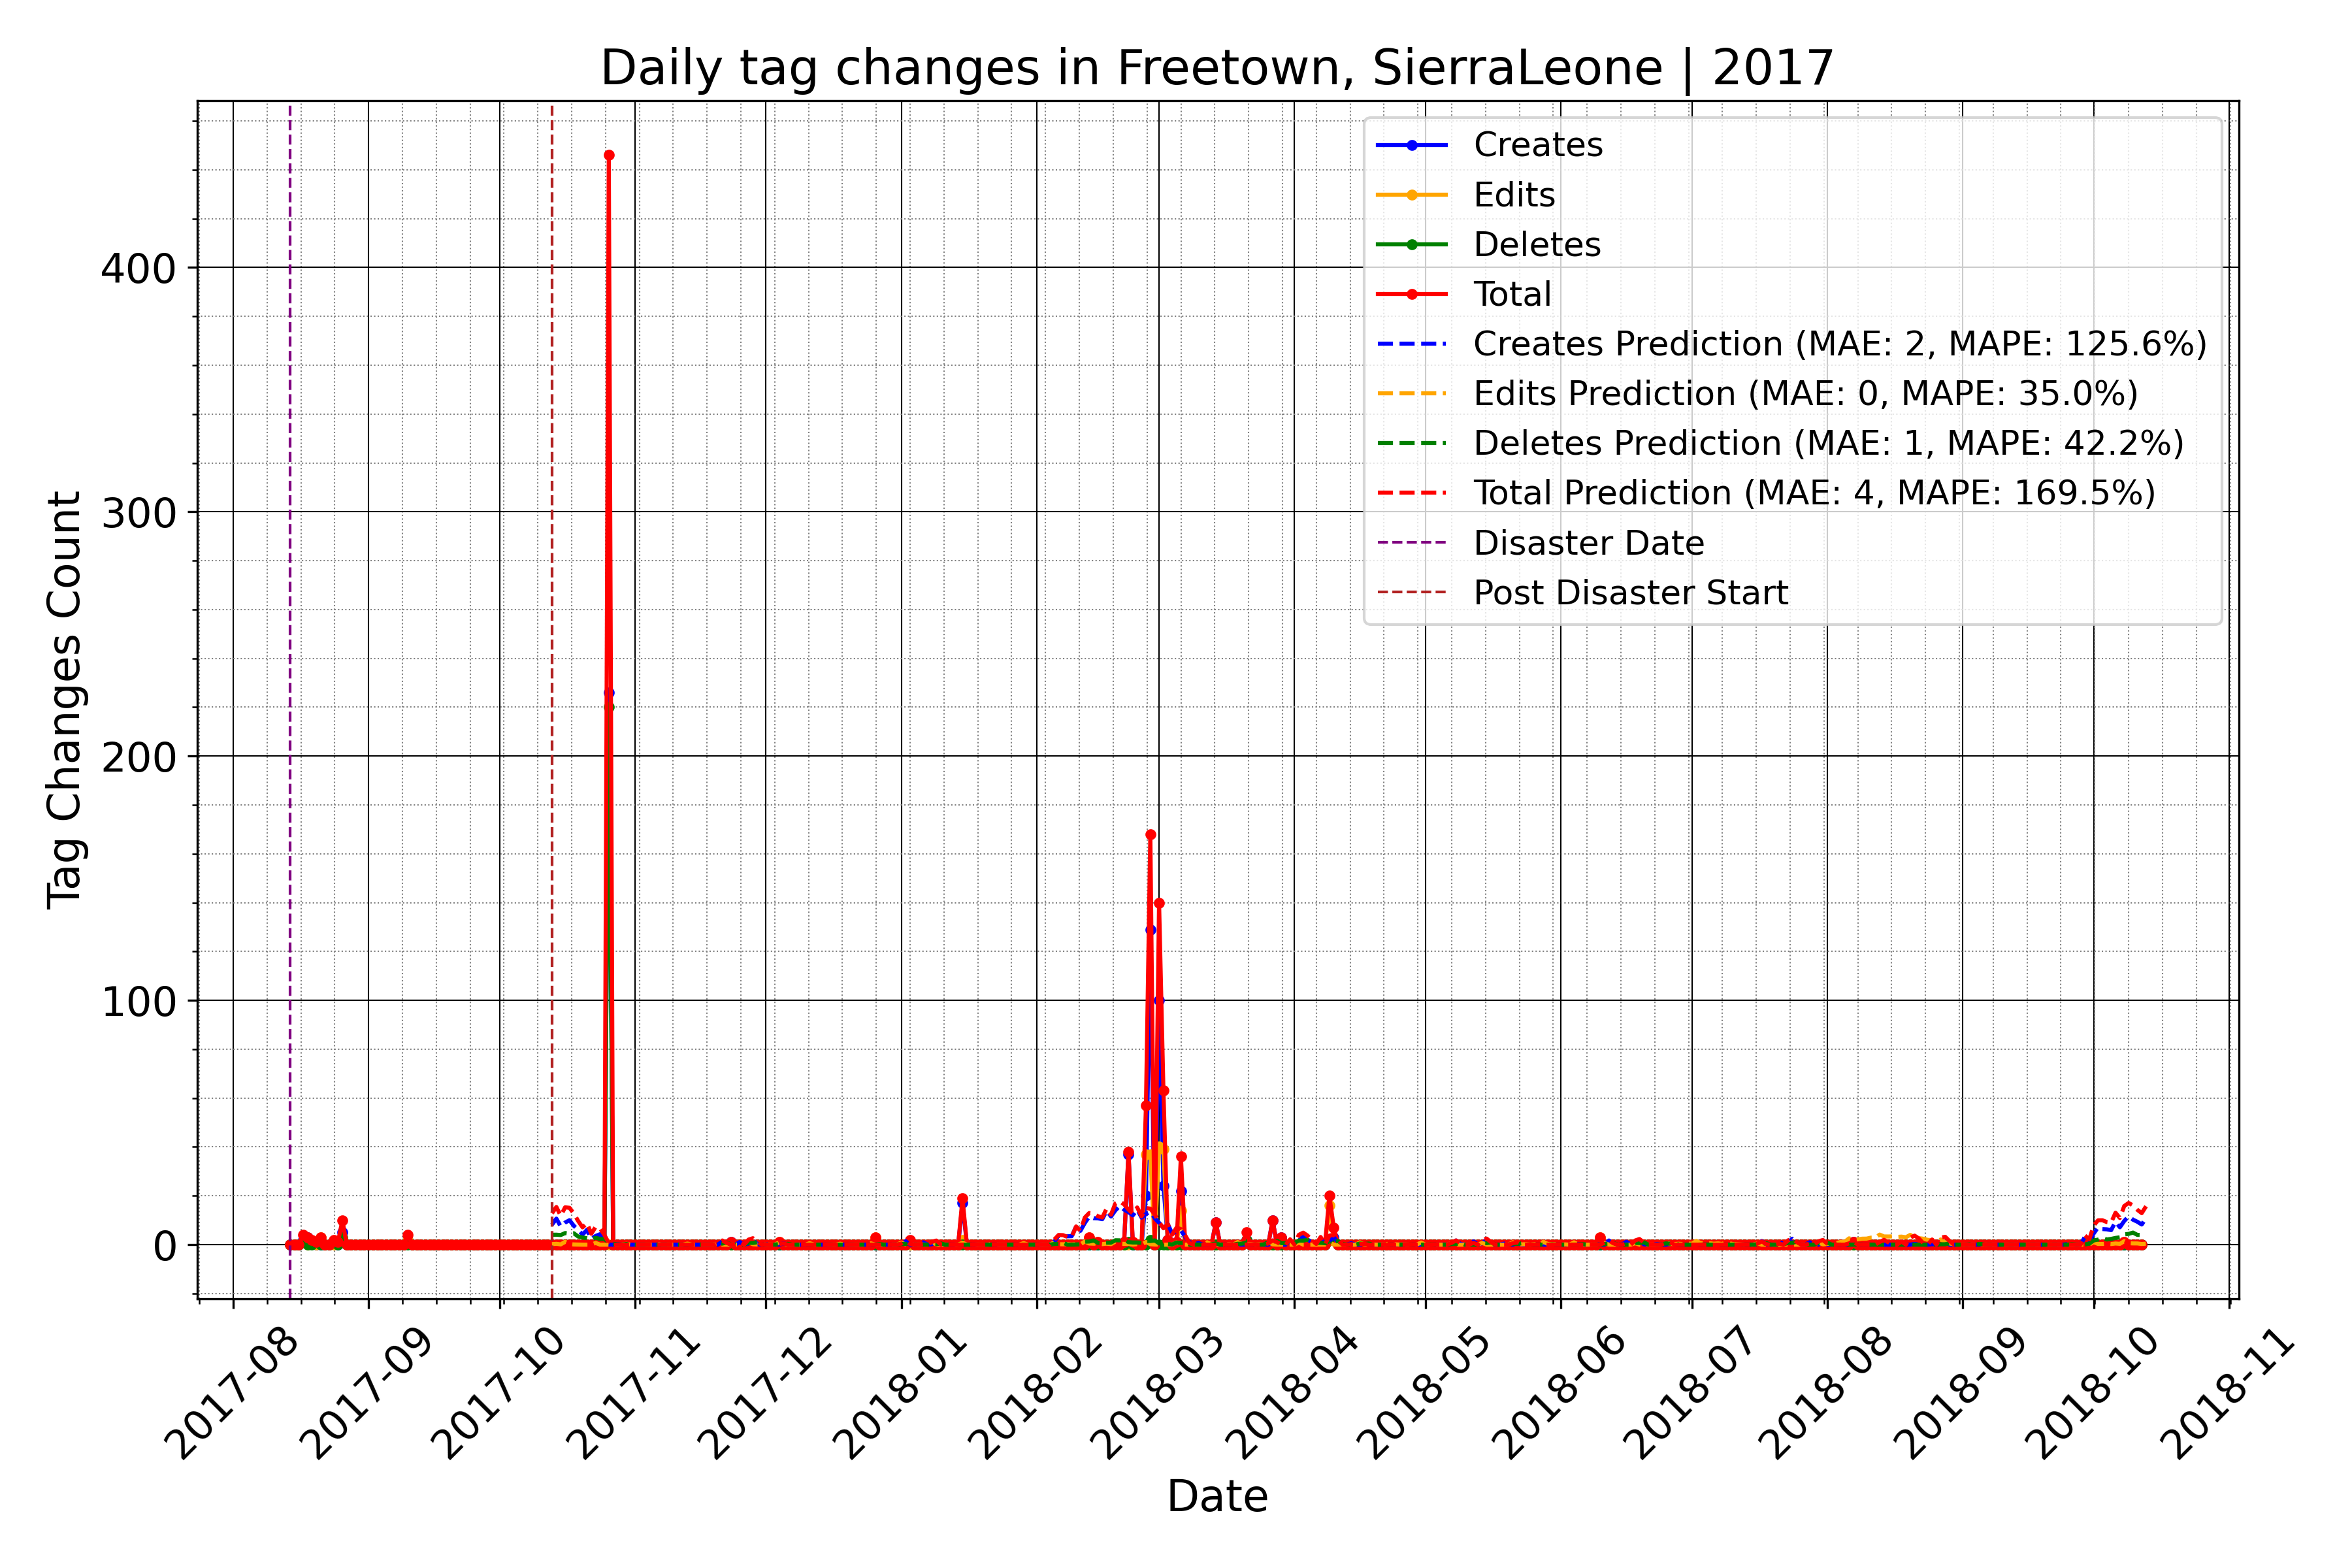 Daily tag changes in Freetown, SierraLeone | 2017
Tag Changes Count
400
300
200
100
0
Creates
Edits
Deletes
Total
Creates Prediction (MAE: 2, MAPE: 125.6%)
Edits Prediction (MAE: 0, MAPE: 35.0%)
Deletes Prediction (MAE: 1, MAPE: 42.2%)
Total Prediction (MAE: 4, MAPE: 169.5%)
Disaster Date
Post Disaster Start
2017-08
2017-09
2017-10
2017-11
2017-12
2018-01
2018-02
2018-03
2018-04
2018-05
2018-06
2018-07
2018-08
2018-09
2018-10
2018-11
Date